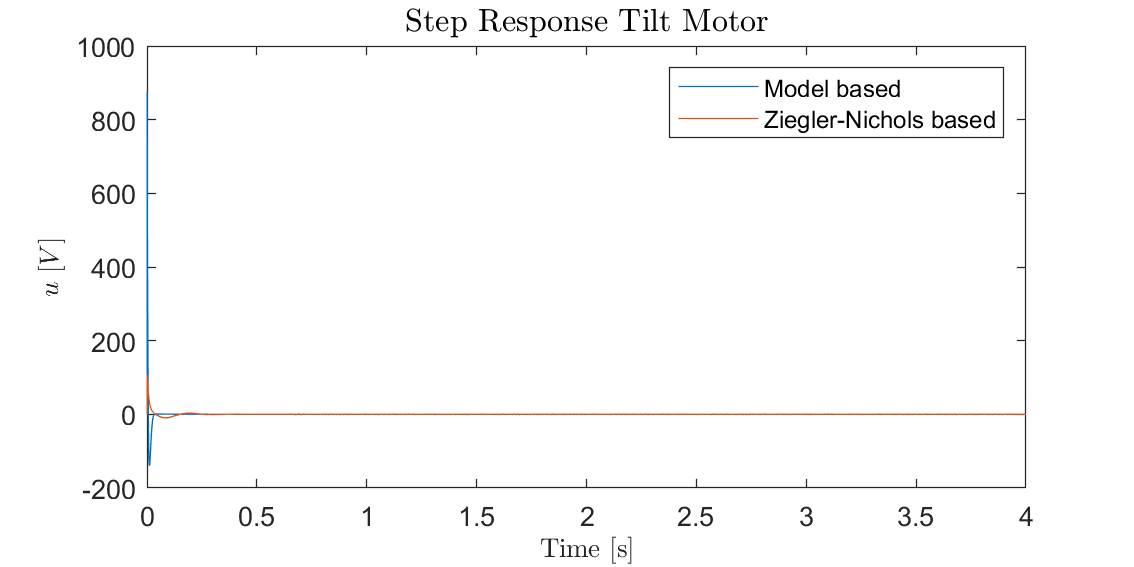 Step Response Tilt Motor
1000
800
600
400
200
0
-200
u [V]
Model based
Ziegler-Nichols based
0 0.5 1 1.5 2 2.5 3 3.5 4
Time [s]